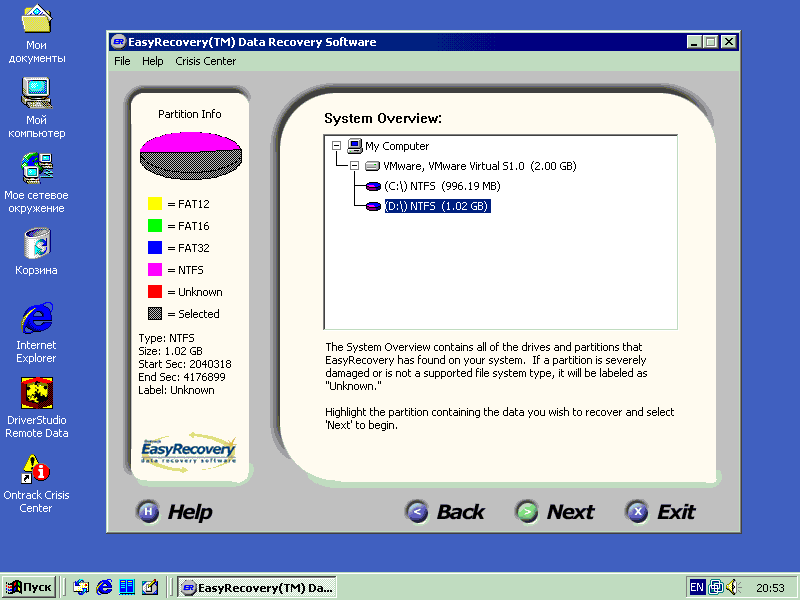 Мои
документы
Мой
компьютер
Мое сетевое
окружение
Корзина
Internet
Explorer
DriverStudio
Remote Data
Ontrack Crisis
Center
ER EasyRecovery(TM) Data Recovery Software
File Help Crisis Center
Partition Info
= FAT12
= FAT16
= FAT32
= NTFS
= Unknown
= Selected
Type: NTFS
Size: 1.02 GB
Start Sec: 2040318
End Sec: 4176899
Label: Unknown
Ontrack
EasyRecovery
data recovery software
System Overview:
My Computer
VMware, VMware Virtual S1.0 (2.00 GB)
(C:\) NTFS (996.19 MB)
(D:\) NTFS (1.02 GB)
The System Overview contains all of the drives and partitions that
EasyRecovery has found on your system. If a partition is severely
damaged or is not a supported file system type, it will be labeled as
"Unknown."
Highlight the partition containing the data you wish to recover and select
'Next' to begin.
H Help
< Back
> Next
X Exit
Пуск
ER EasyRecovery(TM) Da...
EN
20:53